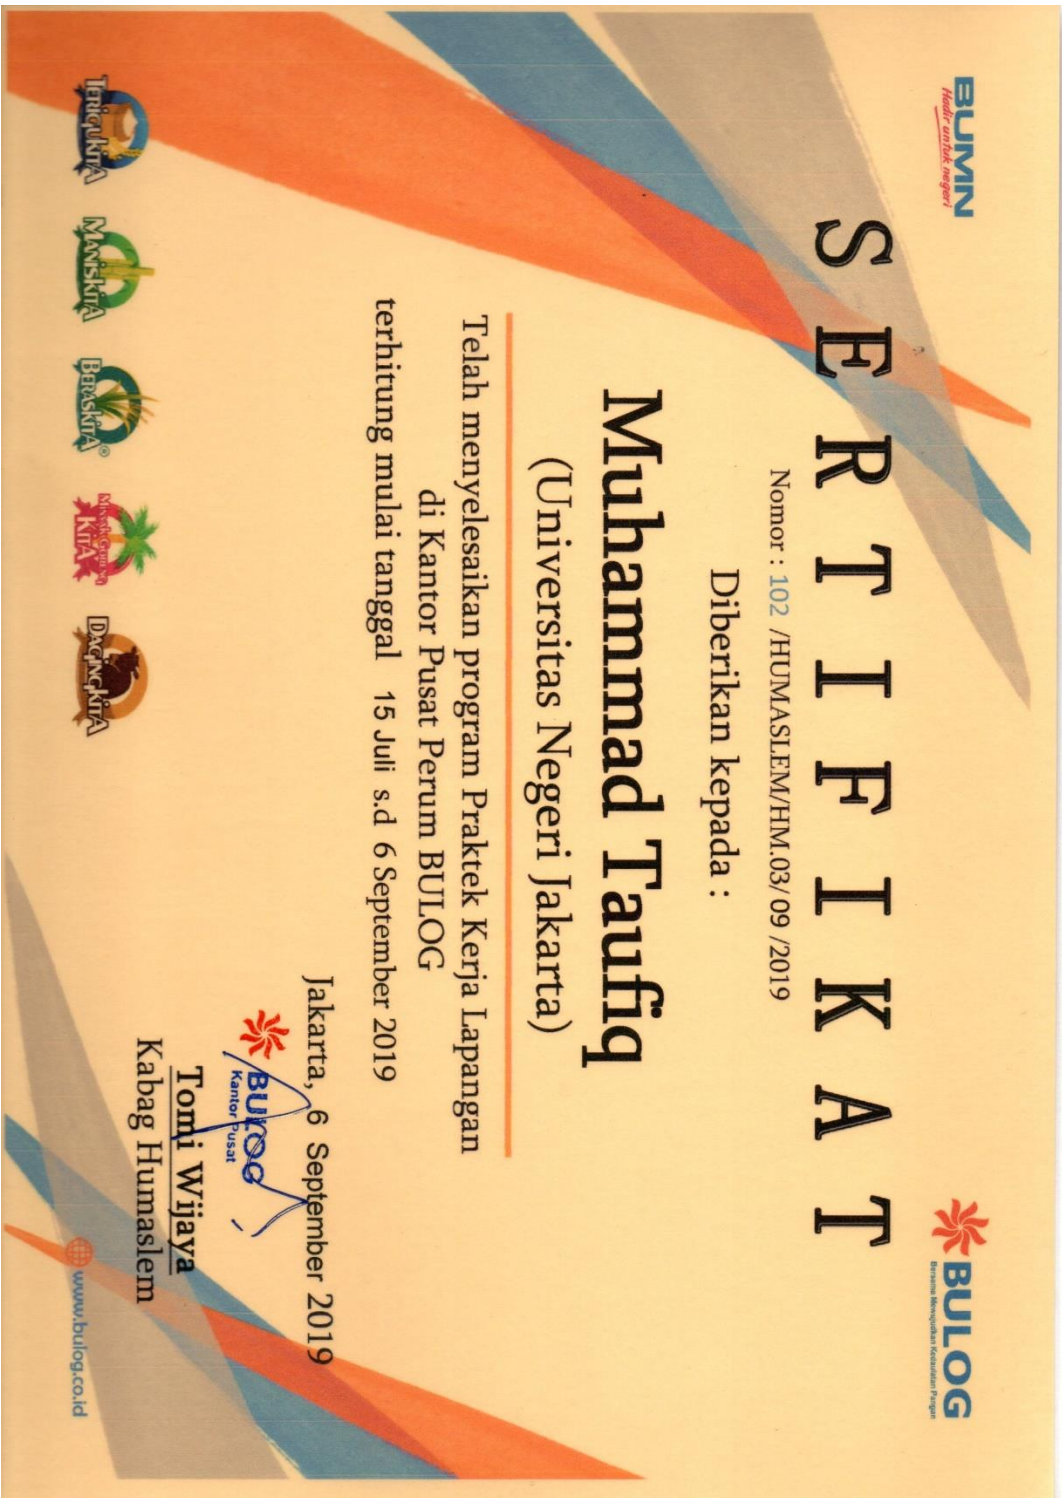 BUMN
Hadir untuk negeri
BULOG
Bersama Mewujudkan Kedaulatan Pangan
SERTIFIKAT
Nomor : 102 /HUMASLEM/HM.03/ 09 /2019
Diberikan kepada :
Muhammad Taufiq
(Universitas Negeri Jakarta)
Telah menyelesaikan program Praktek Kerja Lapangan
di Kantor Pusat Perum BULOG
terhitung mulai tanggal 15 Juli s.d 6 September 2019
Jakarta, 6 September 2019
BULOG
Kantor Pusat
Tomi Wijaya
Kabag Humaslem
TERIGUKITA
MANISKITA
BERASKITA®
MINYAK GORENG
KITA
DAGINGKITA
www.bulog.co.id